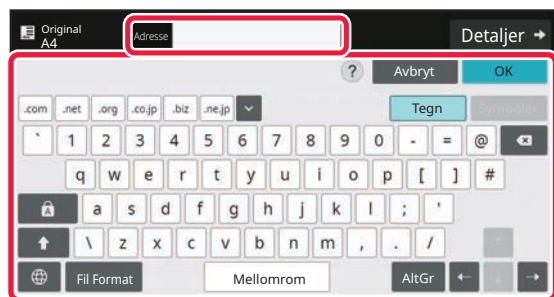 Original
A4
Adresse
Detaljer →
? Avbryt OK
.com .net .org .co.jp .biz .ne.jp Tegn Symboler
` 1 2 3 4 5 6 7 8 9 0 - = @
q w e r t y u i o p [ ] #
A a s d f g h j k l ; '
\ z x c v b n m , . /
Fil Format Mellomrom AltGr ← ↓ →